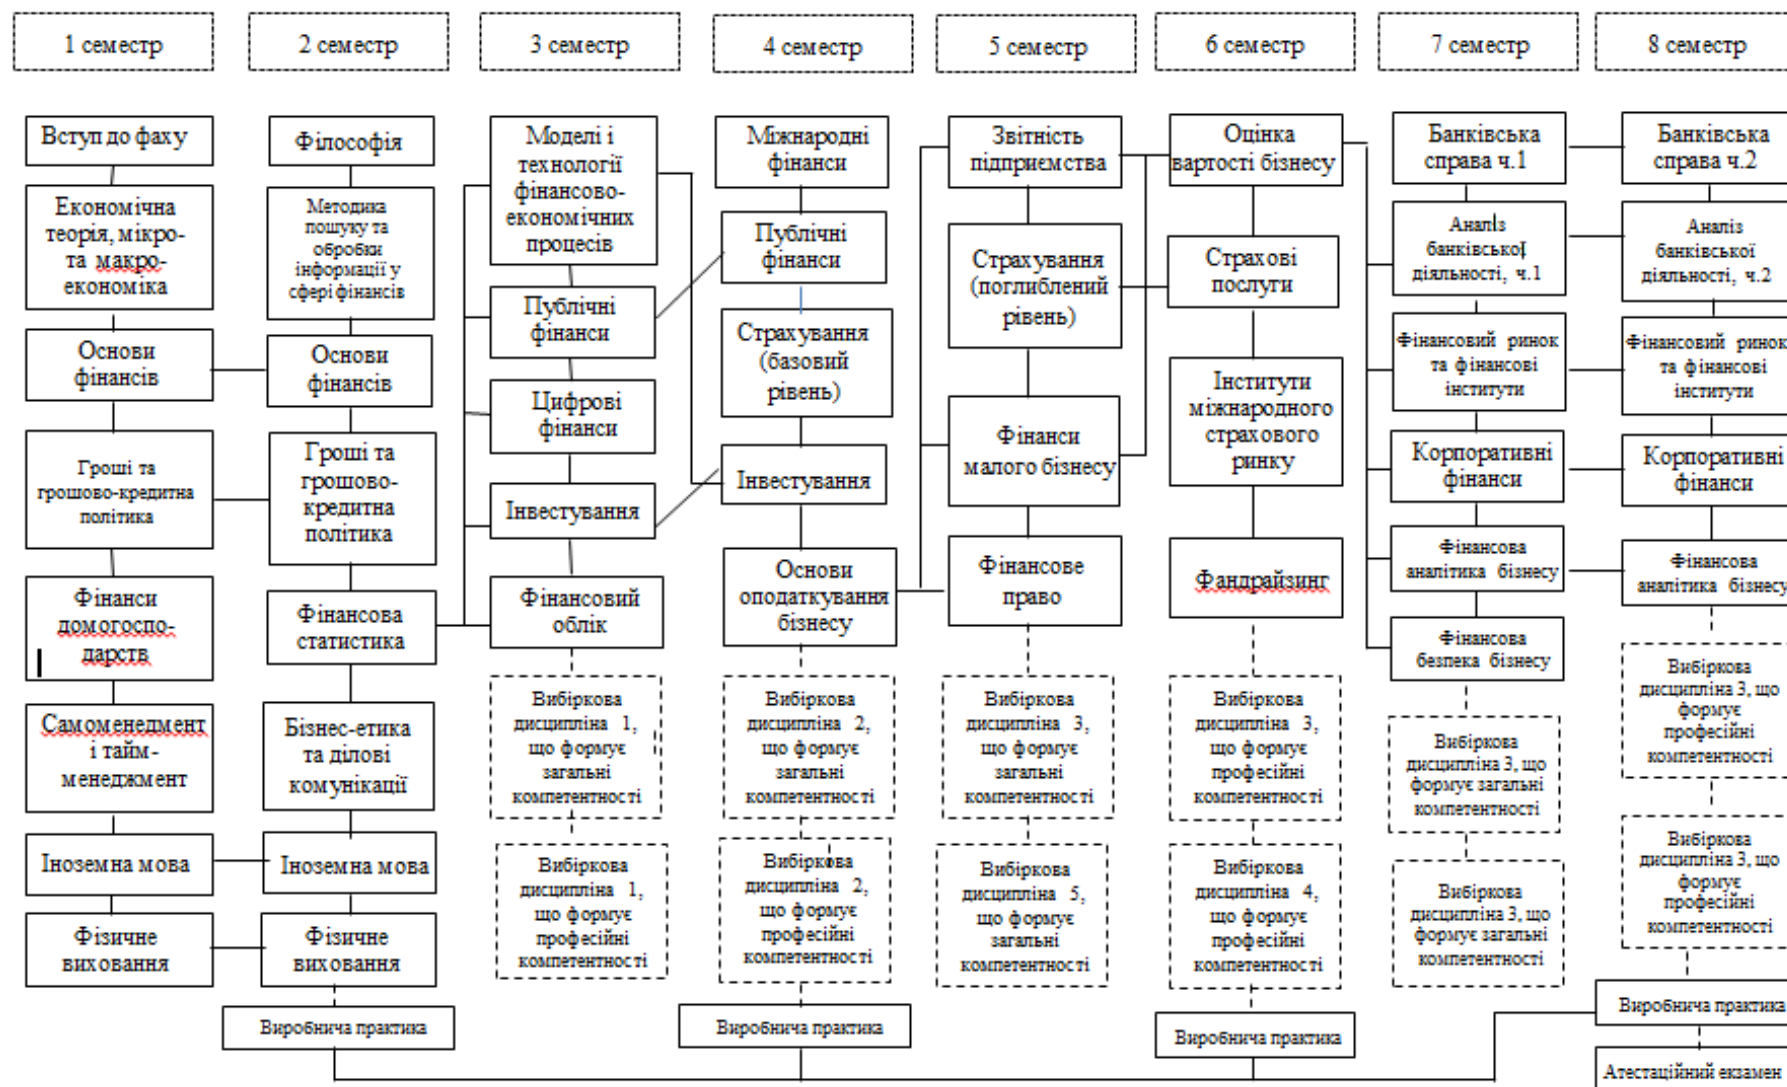 1 семестр
2 семестр
3 семестр
4 семестр
5 семестр
6 семестр
7 семестр
8 семестр
Вступ до фаху
Економічна
теорія, мікро-
та макро-
економіка
Основи
фінансів
Гроші та
грошово-кредитна
політика
Фінанси
домогоспо-
дарств
Самоменедмент
і тайм-
менеджмент
Іноземна мова
Фізичне
виховання
Філософія
Методика
пошуку та
обробки
інформації у
сфері фінансів
Основи
фінансів
Гроші та
грошово-
кредитна
політика
Фінансова
статистика
Бізнес-етика
та ділові
комунікації
Іноземна мова
Фізичне
виховання
Виробнича практика
Моделі і
технології
фінансово-
економічних
процесів
Публічні
фінанси
Цифрові
фінанси
Інвестування
Фінансовий
облік
Вибіркова
дисципліна 1,
що формує
загальні
компетентності
Вибіркова
дисципліна 1,
що формує
професійні
компетентності
Міжнародні
фінанси
Публічні
фінанси
Страхування
(базовий
рівень)
Інвестування
Основи
оподаткування
бізнесу
Вибіркова
дисципліна 2,
що формує
загальні
компетентності
Вибіркова
дисципліна 2,
що формує
професійні
компетентності
Виробнича практика
Звітність
підприємства
Страхування
(поглиблений
рівень)
Фінанси
малого бізнесу
Фінансове
право
Вибіркова
дисципліна 3,
що формує
загальні
компетентності
Вибіркова
дисципліна 5,
що формує
загальні
компетентності
Оцінка
вартості бізнесу
Страхові
послуги
Інститути
міжнародного
страхового
ринку
Фандрайзинг
Вибіркова
дисципліна 3,
що формує
професійні
компетентності
Вибіркова
дисципліна 4,
що формує
професійні
компетентності
Виробнича практика
Банківська
справа ч.1
Аналіз
банківської
діяльності, ч.1
Фінансовий ринок
та фінансові
інститути
Корпоративні
фінанси
Фінансова
аналітика бізнесу
Фінансова
безпека бізнесу
Вибіркова
дисципліна 3, що
формує загальні
компетентності
Вибіркова
дисципліна 3, що
формує загальні
компетентності
Банківська
справа ч.2
Аналіз
банківської
діяльності, ч.2
Фінансовий ринок
та фінансові
інститути
Корпоративні
фінанси
Фінансова
аналітика бізнесу
Вибіркова
дисципліна 3, що
формує
професійні
компетентності
Вибіркова
дисципліна 3, що
формує
професійні
компетентності
Виробнича практика
Атестаційний екзамен